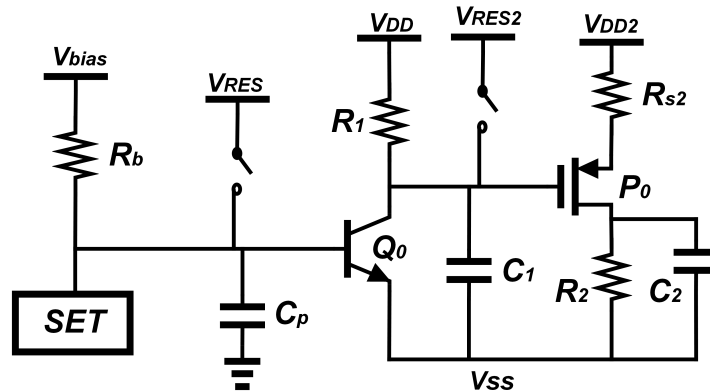 Vbias
VRES
VDD
VRES2
VDD2
Rb
R1
Rs2
P0
Q0
SET
Cp
C1
R2
C2
Vss